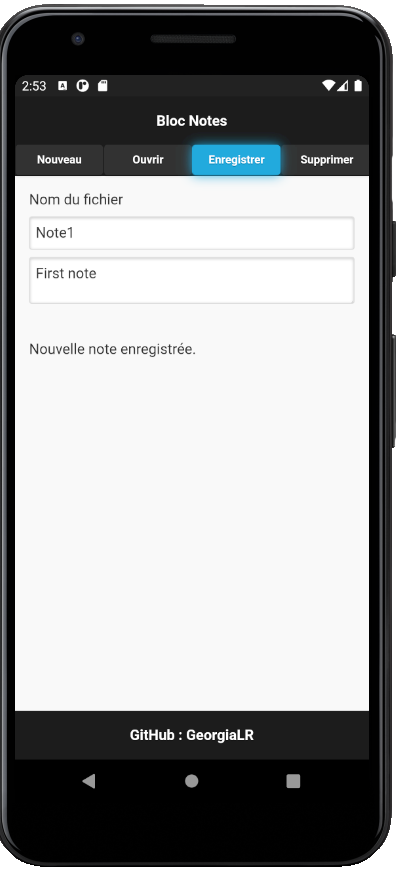 2:53
Bloc Notes
Nouveau Ouvrir Enregistrer Supprimer
Nom du fichier
Note1
First note
Nouvelle note enregistrée.
GitHub : GeorgiaLR